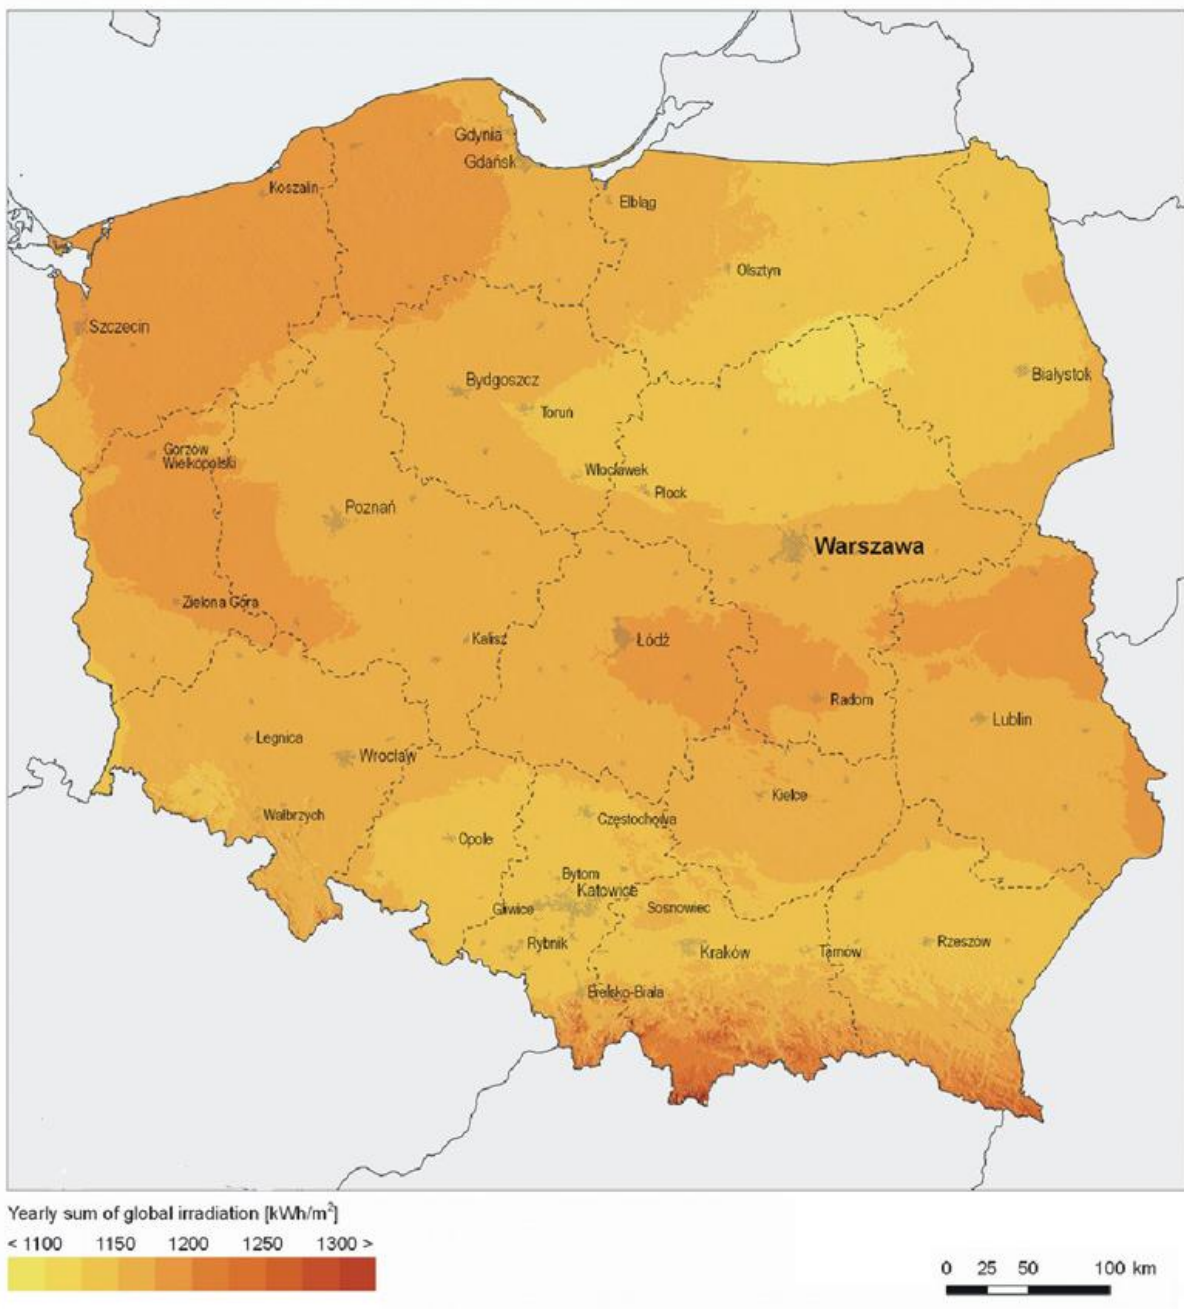 Gdynia
Gdańsk
Koszalin
Elbląg
Olsztyn
Szczecin
Białystok
Bydgoszcz
Toruń
Gorzów
Wielkopolski
Włocławek
Płock
Poznań
Warszawa
Zielona Góra
Kalisz
Łódź
Radom
Lublin
Legnica
Wrocław
Kielce
Wałbrzych
Częstochowa
Opole
Bytom
Katowice
Gliwice
Sosnowiec
Rybnik
Kraków
Tarnow
Rzeszów
Bielsko-Biała
Yearly sum of global irradiation [kWh/m²]
< 1100 1150 1200 1250 1300 >
0 25 50 100 km